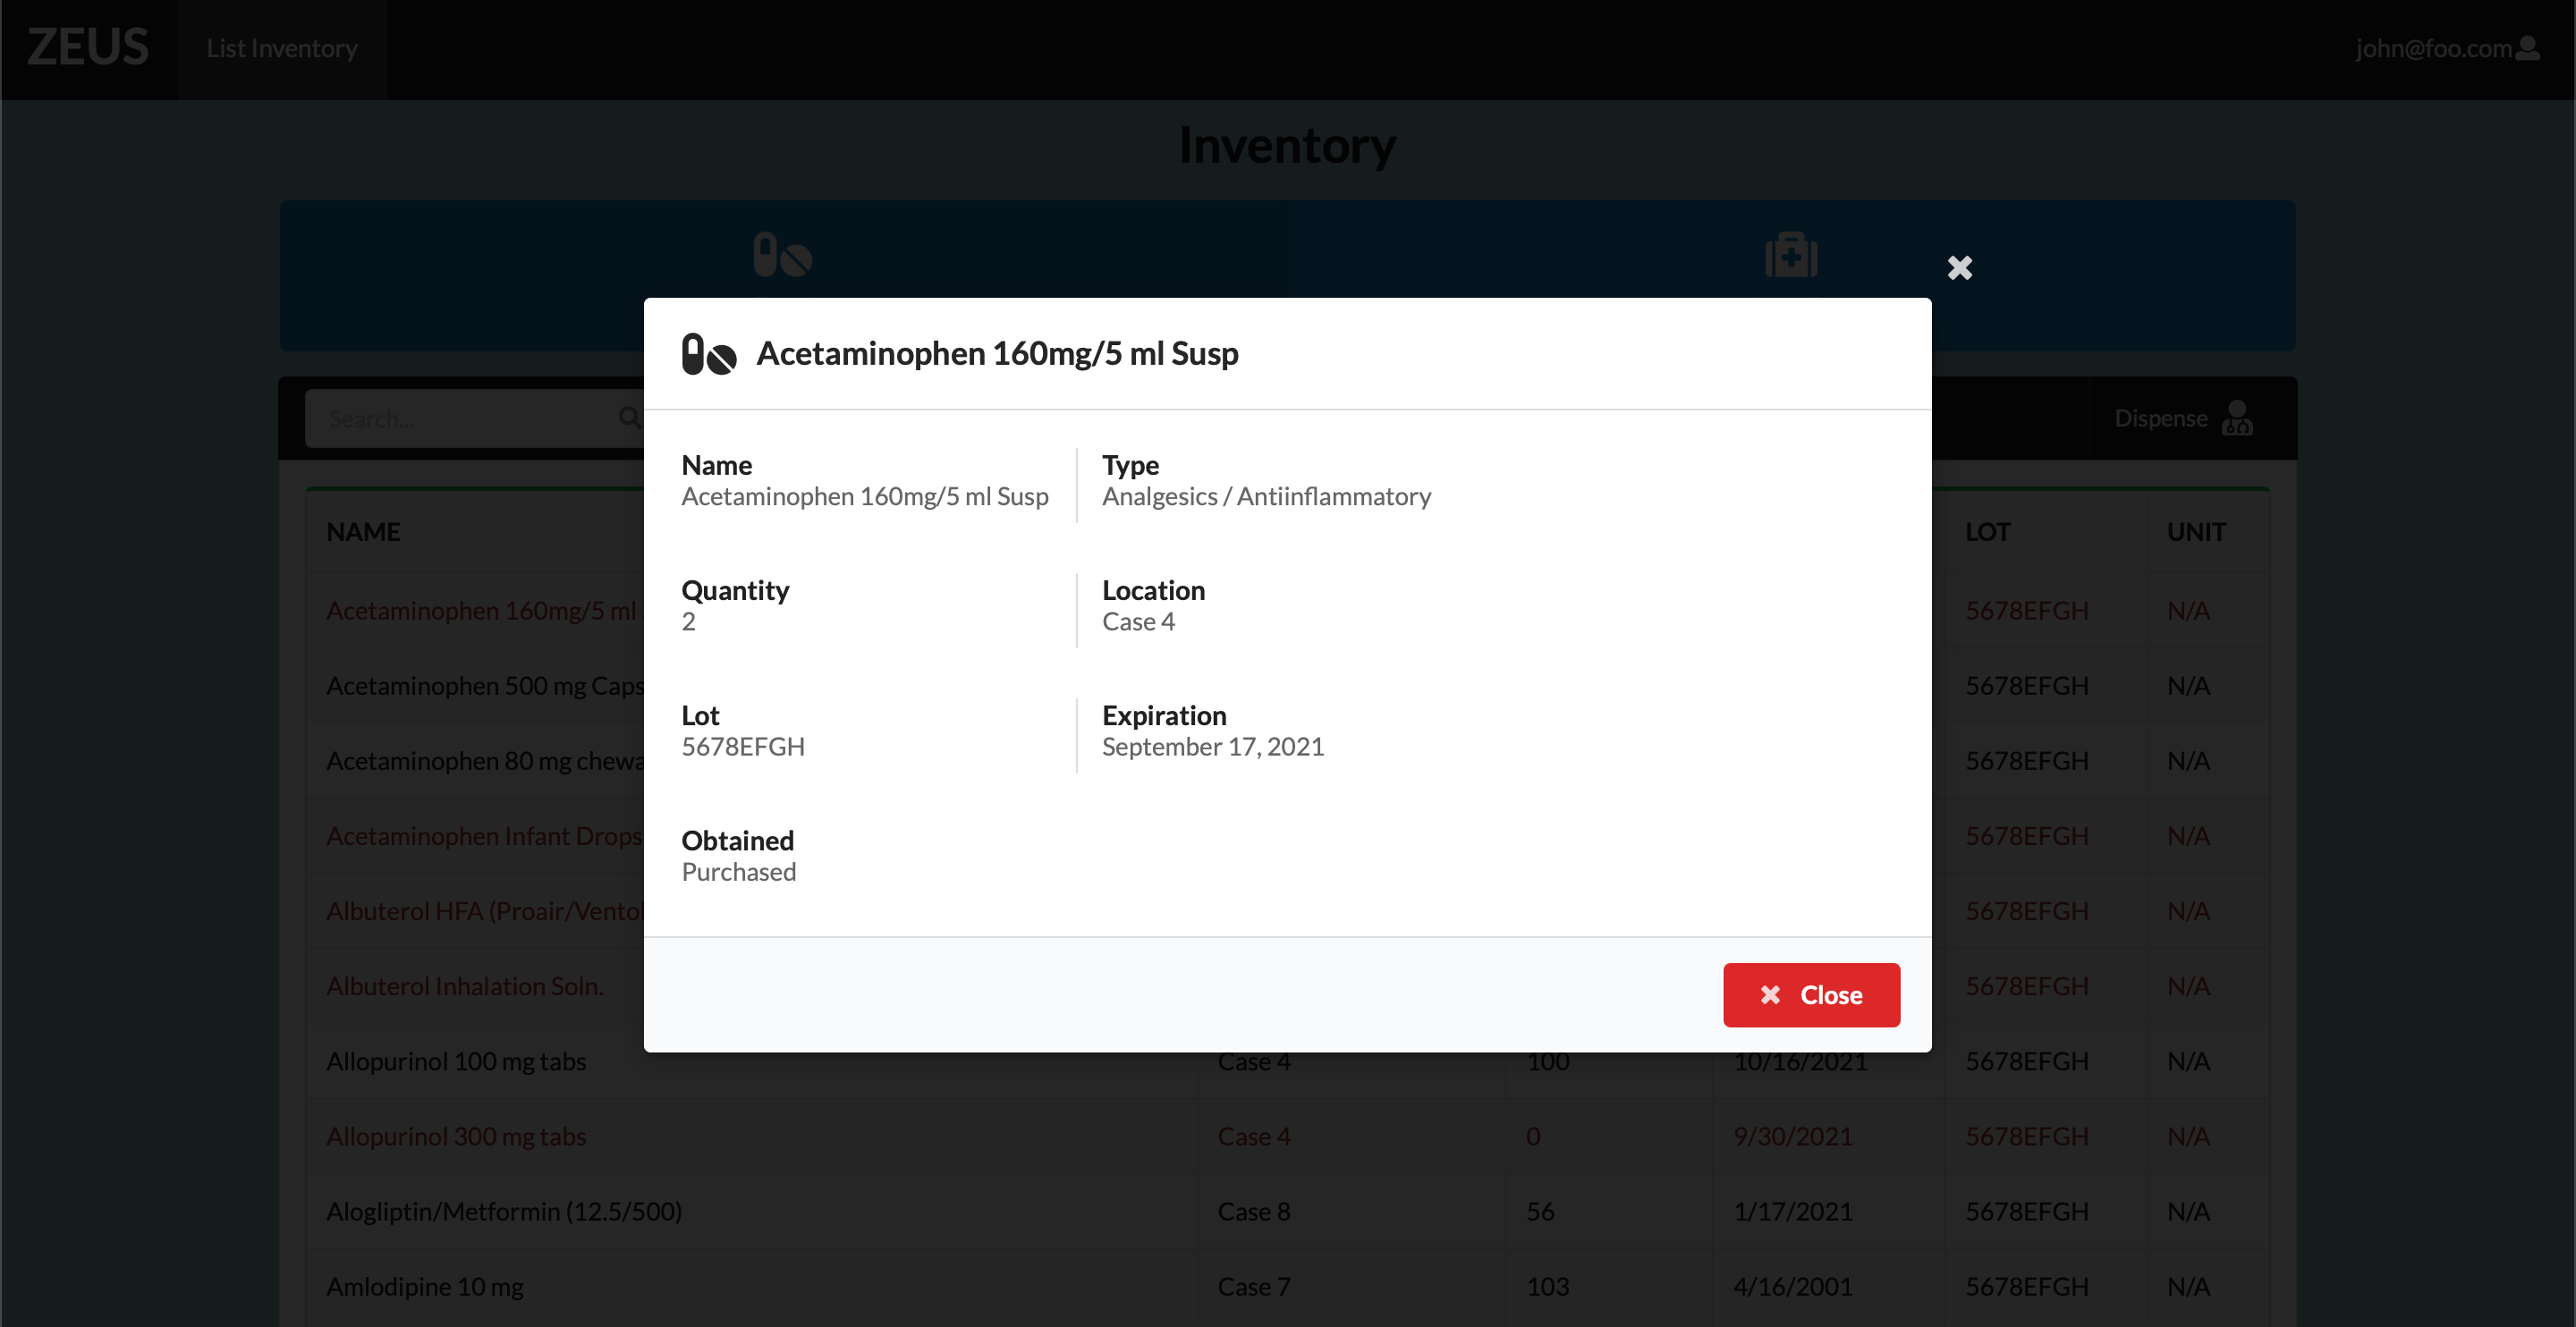 ZEUS List Inventory john@foo.com
Inventory
Acetaminophen 160mg/5 ml Susp
Search... Dispense
Name Type
Acetaminophen 160mg/5 ml Susp Analgesics / Antiinflammatory
NAME LOT UNIT
Quantity Location
2 Case 4
Acetaminophen 160mg/5 ml 5678EFGH N/A
Acetaminophen 500 mg Caps 5678EFGH N/A
Lot Expiration
5678EFGH September 17, 2021
Acetaminophen 80 mg chewa 5678EFGH N/A
Obtained
Purchased
Acetaminophen Infant Drops 5678EFGH N/A
Albuterol HFA (Proair/Ventol 5678EFGH N/A
Albuterol Inhalation Soln. 5678EFGH N/A
Close
Allopurinol 100 mg tabs Case 4 100 10/16/2021 5678EFGH N/A
Allopurinol 300 mg tabs Case 4 0 9/30/2021 5678EFGH N/A
Alogliptin/Metformin (12.5/500) Case 8 56 1/17/2021 5678EFGH N/A
Amlodipine 10 mg Case 7 103 4/16/2001 5678EFGH N/A